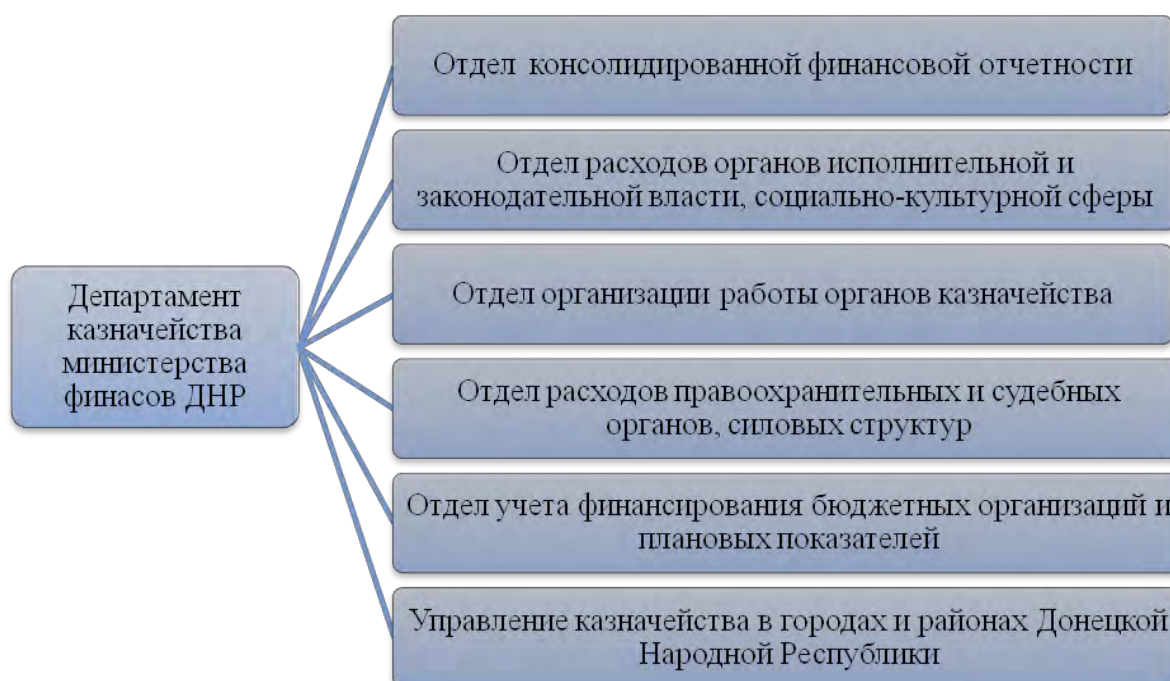 Отдел консолидированной финансовой отчетности
Отдел расходов органов исполнительной и
законодательной власти, социально-культурной сферы
Отдел организации работы органов казначейства
Департамент
казначейства
министерства
финасов ДНР
Отдел расходов правоохранительных и судебных
органов, силовых структур
Отдел учета финансирования бюджетных организаций и
плановых показателей
Управление казначейства в городах и районах Донецкой
Народной Республики